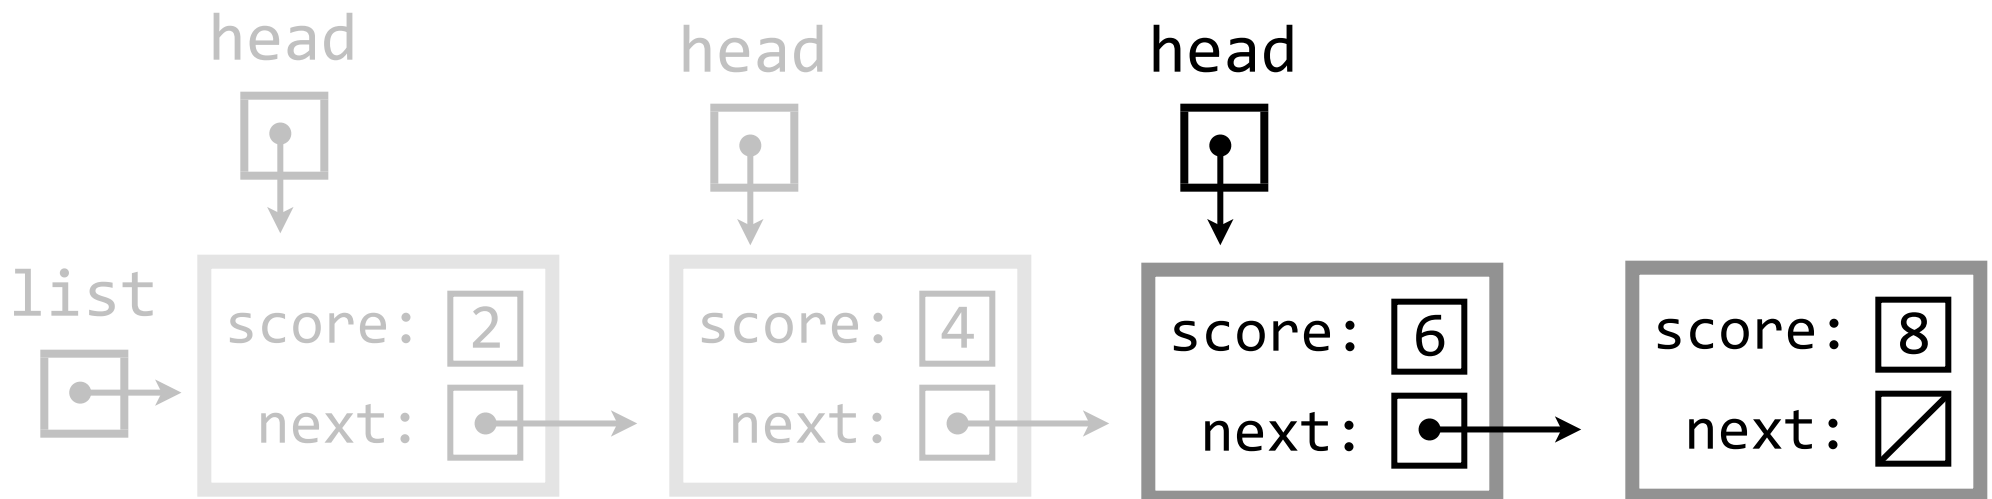 head head head
list
score: 2 score: 4 score: 6 score: 8
next: next: next: next: